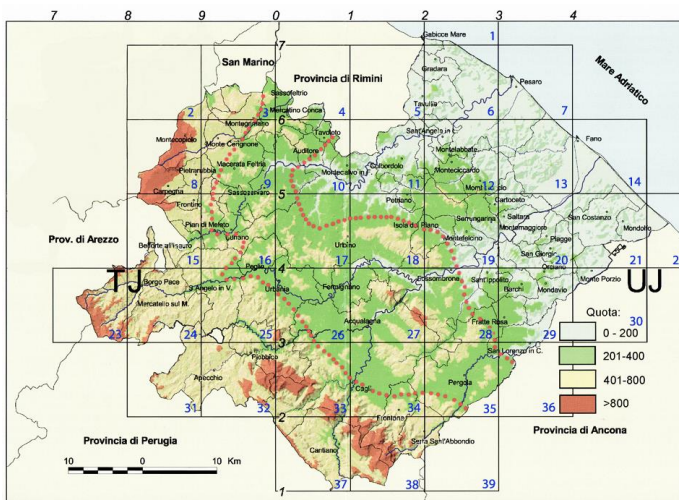 7 8 9 0 1 2 3 4
7
1
Gabicce Mare
San Marino
Gradara
Mare Adriatico
Provincia di Rimini
Pesaro
Sassofeltrio
Mercatino Conca
Tavullia
2 3 4 5 6 7
6
Montegrimano
Tavoleto
Sant'Angelo in L.
Fano
Montecopiolo
Monte Cerignone
Auditore
Montelabbate
Macerata Feltria
Colbordolo
Pietrarubbia
Montecalvo in F.
Montecicardo
8 9 10 11 12 13 14
Carpegna
Sassocorvaro
5
Petriano
Cartoceto
Frontino
Saltara
San Costanzo
Serrungarina
Pian di Meleto
Isola del Piano
Montemaggiore
Mondolfo
Lunano
Montefelcino
Piagge
Prov. di Arezzo
Belforte all'Isauro
Urbino
San Giorgio
15 16 17 18 19 20 21 2
Peglio
Orciano
TJ
4
UJ
Borgo Pace
S.Angelo in V.
Urbania
Fermignano
Fossombrone
Sant'Ippolito
Monte Porzio
Barchi
Mondavio
Mercatello sul M.
Quota:
Acqualagna
Fratte Rosa
30
0 - 200
23 24 25 26 27 28 29
3
San Lorenzo in C.
Piobbico
201-400
Apecchio
Cagli
Pergola
401-800
31 32 33 34 35 36
>800
2
Frontone
Provincia di Ancona
Provincia di Perugia
Serra Sant'Abbondio
Cantiano
10 0 10 Km
37 38 39
1